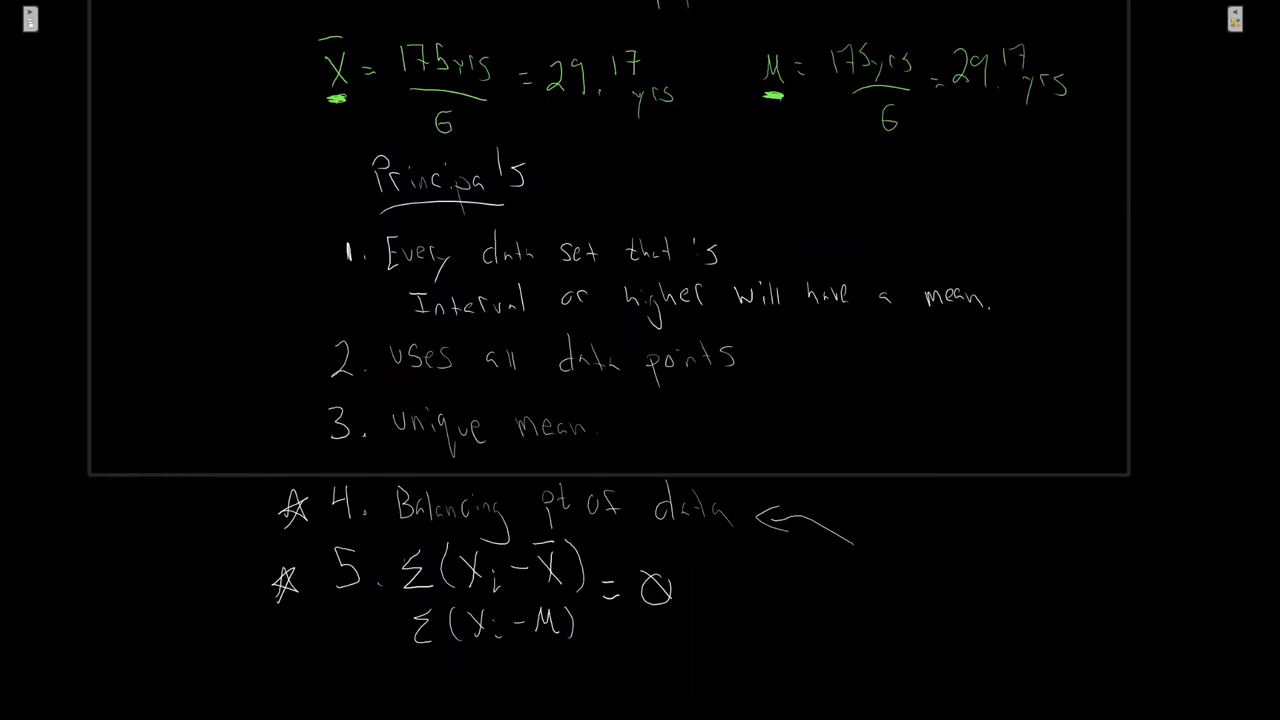 X̄ = 175yrs / 6 = 29.17 yrs
M = 175yrs / 6 = 29.17 yrs
Principals
1. Every data set that is
Interval or higher will have a mean.
2. uses all data points
3. unique mean.
☆ 4. Balancing pt of data
☆ 5. Σ(Xi - X̄) = 0
Σ(Xi - M)